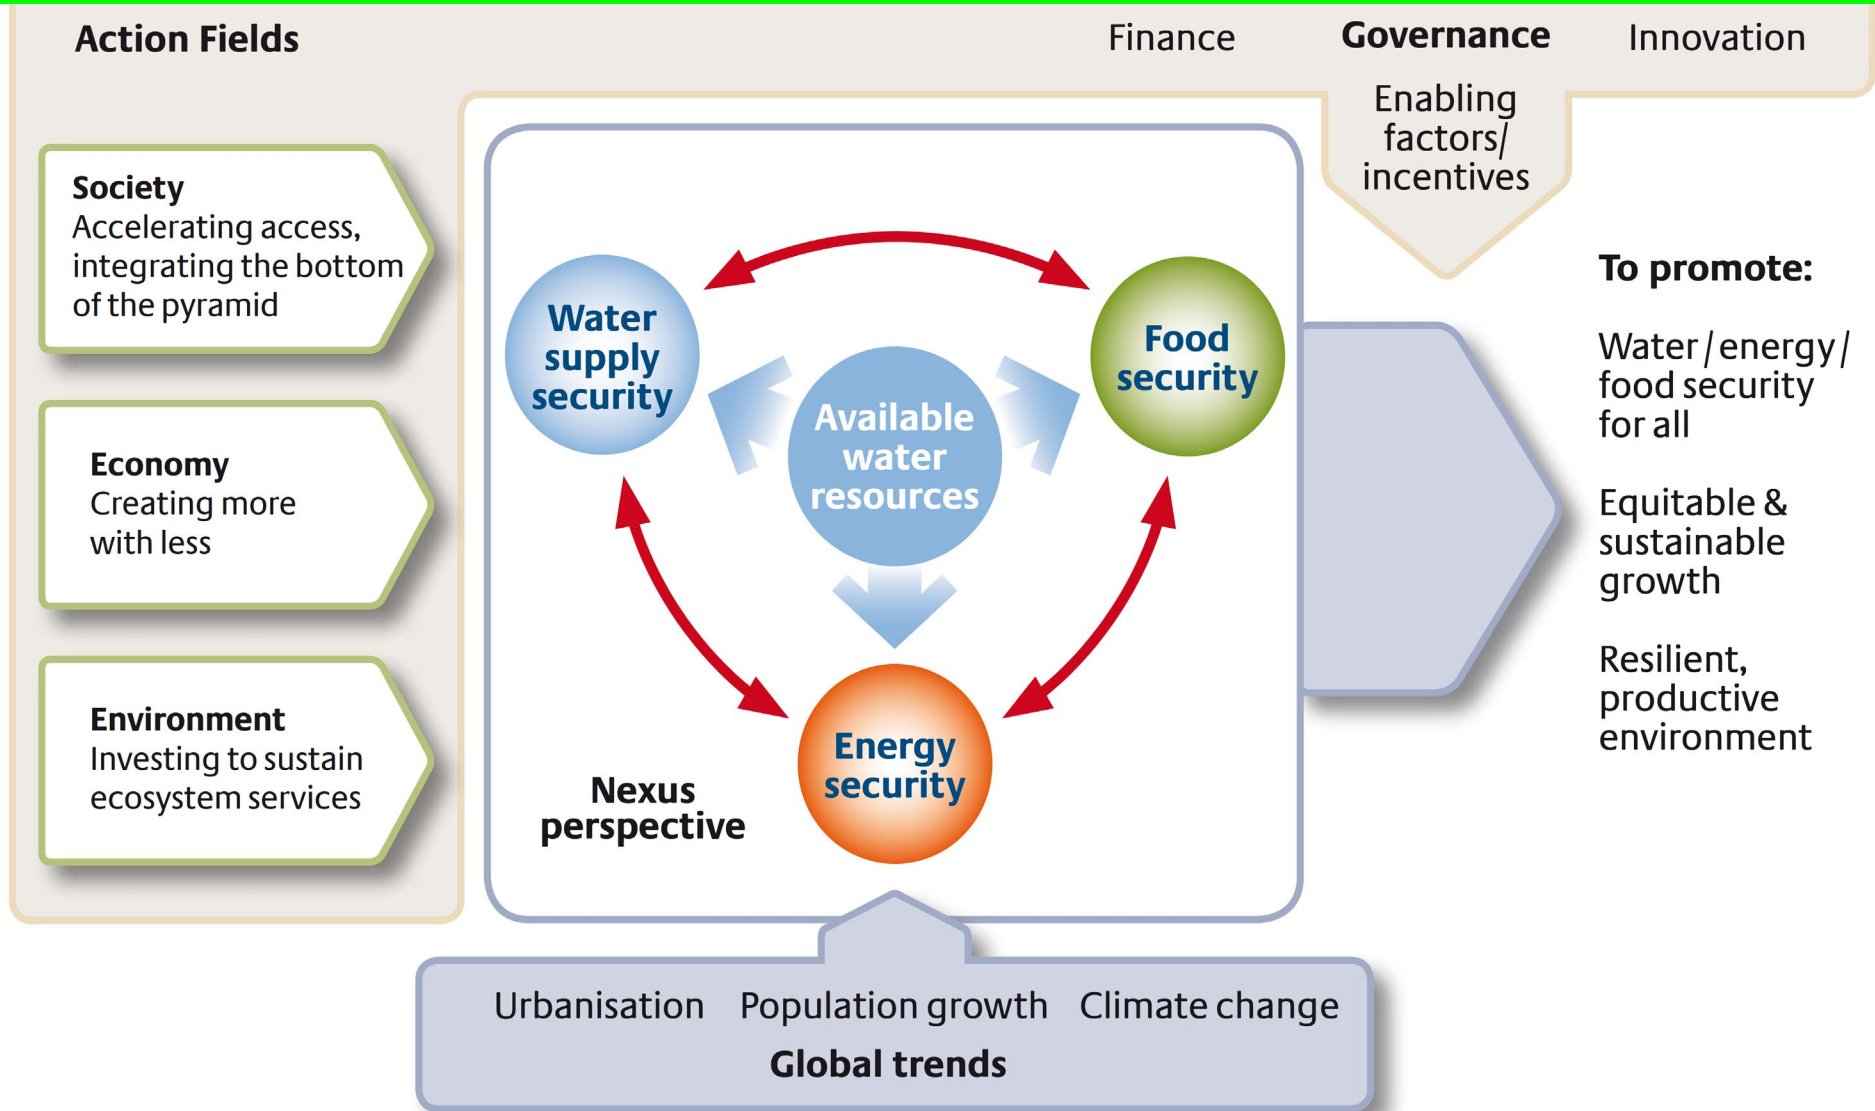 Action Fields
Finance
Governance
Innovation
Enabling
factors/
incentives
Society
Accelerating access,
integrating the bottom
of the pyramid
Economy
Creating more
with less
Environment
Investing to sustain
ecosystem services
Water
supply
security
Food
security
Available
water
resources
Energy
security
Nexus
perspective
To promote:
Water / energy /
food security
for all
Equitable &
sustainable
growth
Resilient,
productive
environment
Urbanisation
Population growth
Climate change
Global trends